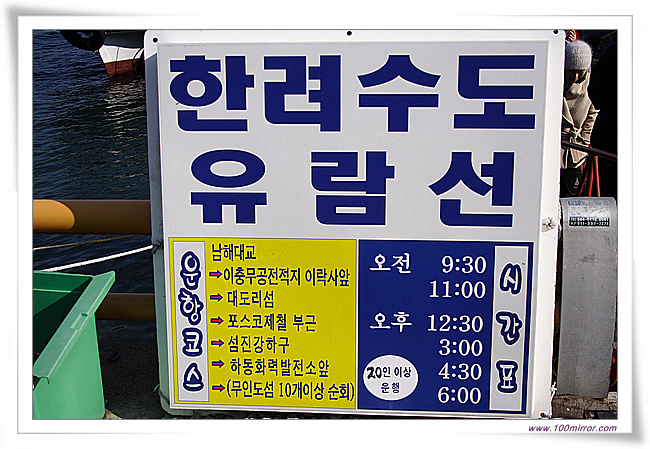 한려수도
유람선
운항코스
남해대교
→이충무공전적지 이락사앞
→대도리섬
→포스코제철 부근
→섬진강하구
→하동화력발전소앞
→(무인도섬 10개이상 순회)
오전 9:30
11:00
오후 12:30
3:00
4:30
6:00
20인 이상
운행
시간표
www.100mirror.com